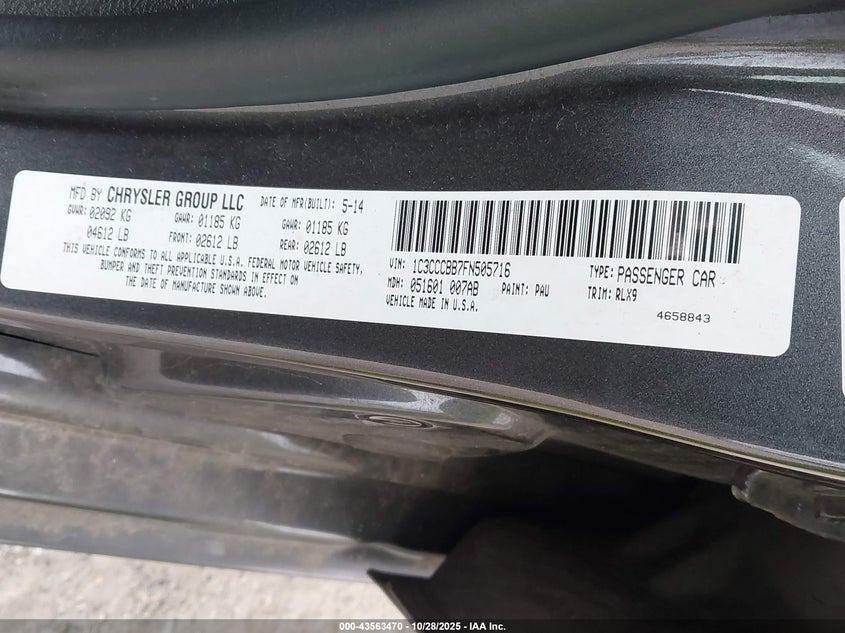 MFD BY CHRYSLER GROUP LLC DATE OF MFR(BUILT): 5-14
GVWR: 02092 KG GAWR: 01185 KG GAWR: 01185 KG
04612 LB FRONT: 02612 LB REAR: 02612 LB
THIS VEHICLE CONFORMS TO ALL APPLICABLE U.S.A. FEDERAL MOTOR VEHICLE SAFETY,
BUMPER AND THEFT PREVENTION STANDARDS IN EFFECT ON
THE DATE OF MANUFACTURE SHOWN ABOVE.
VIN: 1C3CCCBB7FN505716 TYPE: PASSENGER CAR
MDH: 051601 007AB PAINT: PAU TRIM: RLX9
VEHICLE MADE IN U.S.A.
4658843
000-43563470 • 10/28/2025 • IAA Inc.